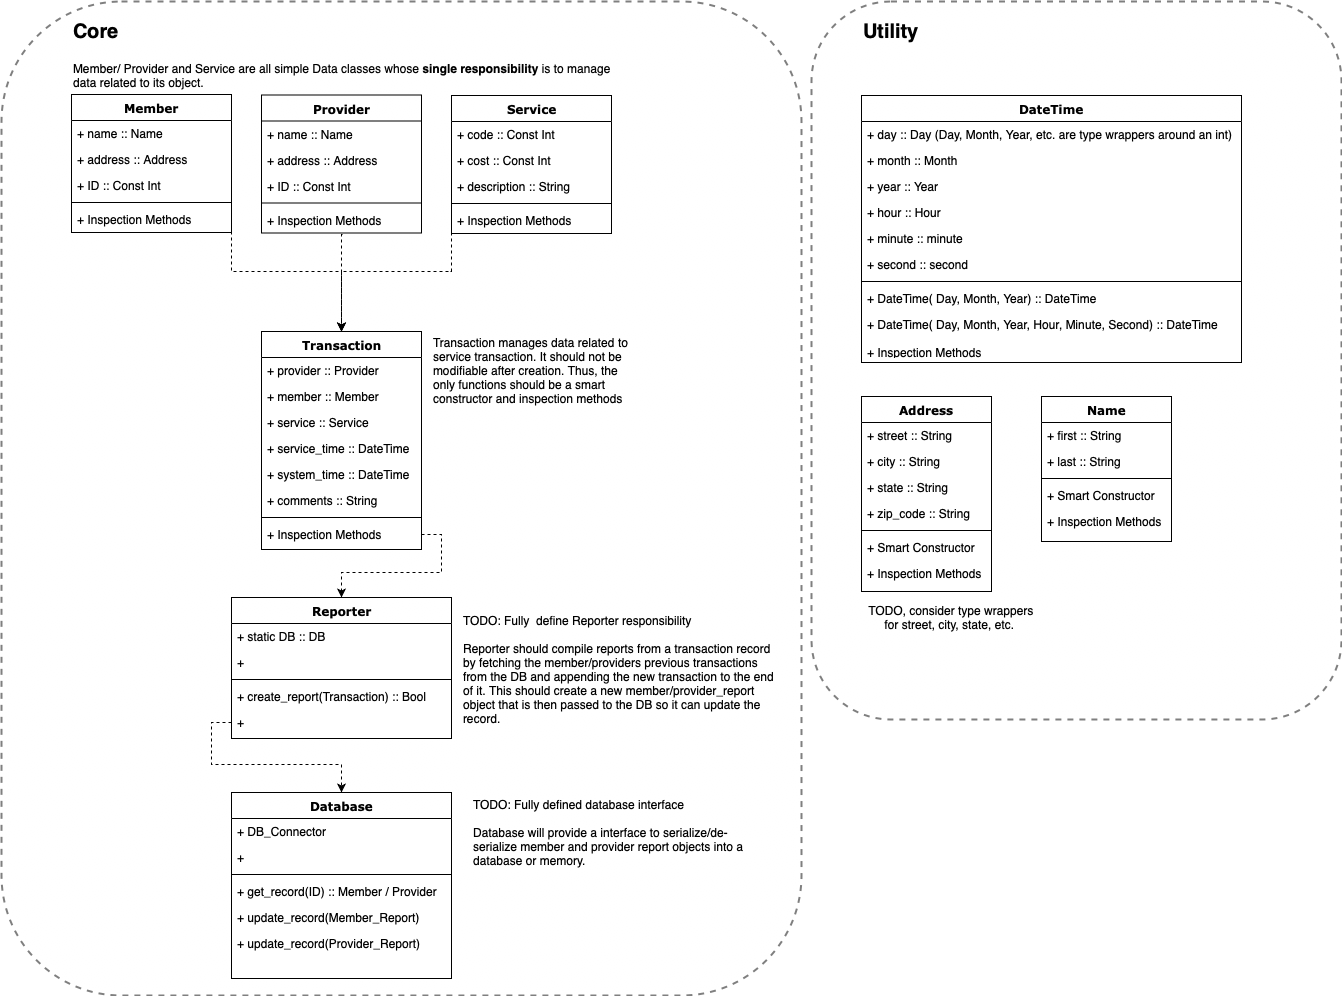 Core
Member/ Provider and Service are all simple Data classes whose single responsibility is to manage
data related to its object.
Member
+ name :: Name
+ address :: Address
+ ID :: Const Int
+ Inspection Methods
Provider
+ name :: Name
+ address :: Address
+ ID :: Const Int
+ Inspection Methods
Service
+ code :: Const Int
+ cost :: Const Int
+ description :: String
+ Inspection Methods
Transaction
+ provider :: Provider
+ member :: Member
+ service :: Service
+ service_time :: DateTime
+ system_time :: DateTime
+ comments :: String
+ Inspection Methods
Transaction manages data related to
service transaction. It should not be
modifiable after creation. Thus, the
only functions should be a smart
constructor and inspection methods
Reporter
+ static DB :: DB
+
+ create_report(Transaction) :: Bool
+
TODO: Fully  define Reporter responsibility
Reporter should compile reports from a transaction record
by fetching the member/providers previous transactions
from the DB and appending the new transaction to the end
of it. This should create a new member/provider_report
object that is then passed to the DB so it can update the
record.
Database
+ DB_Connector
+
+ get_record(ID) :: Member / Provider
+ update_record(Member_Report)
+ update_record(Provider_Report)
TODO: Fully defined database interface
Database will provide a interface to serialize/de-
serialize member and provider report objects into a
database or memory.
Utility
DateTime
+ day :: Day (Day, Month, Year, etc. are type wrappers around an int)
+ month :: Month
+ year :: Year
+ hour :: Hour
+ minute :: minute
+ second :: second
+ DateTime( Day, Month, Year) :: DateTime
+ DateTime( Day, Month, Year, Hour, Minute, Second) :: DateTime
+ Inspection Methods
Address
+ street :: String
+ city :: String
+ state :: String
+ zip_code :: String
+ Smart Constructor
+ Inspection Methods
Name
+ first :: String
+ last :: String
+ Smart Constructor
+ Inspection Methods
TODO, consider type wrappers
for street, city, state, etc.